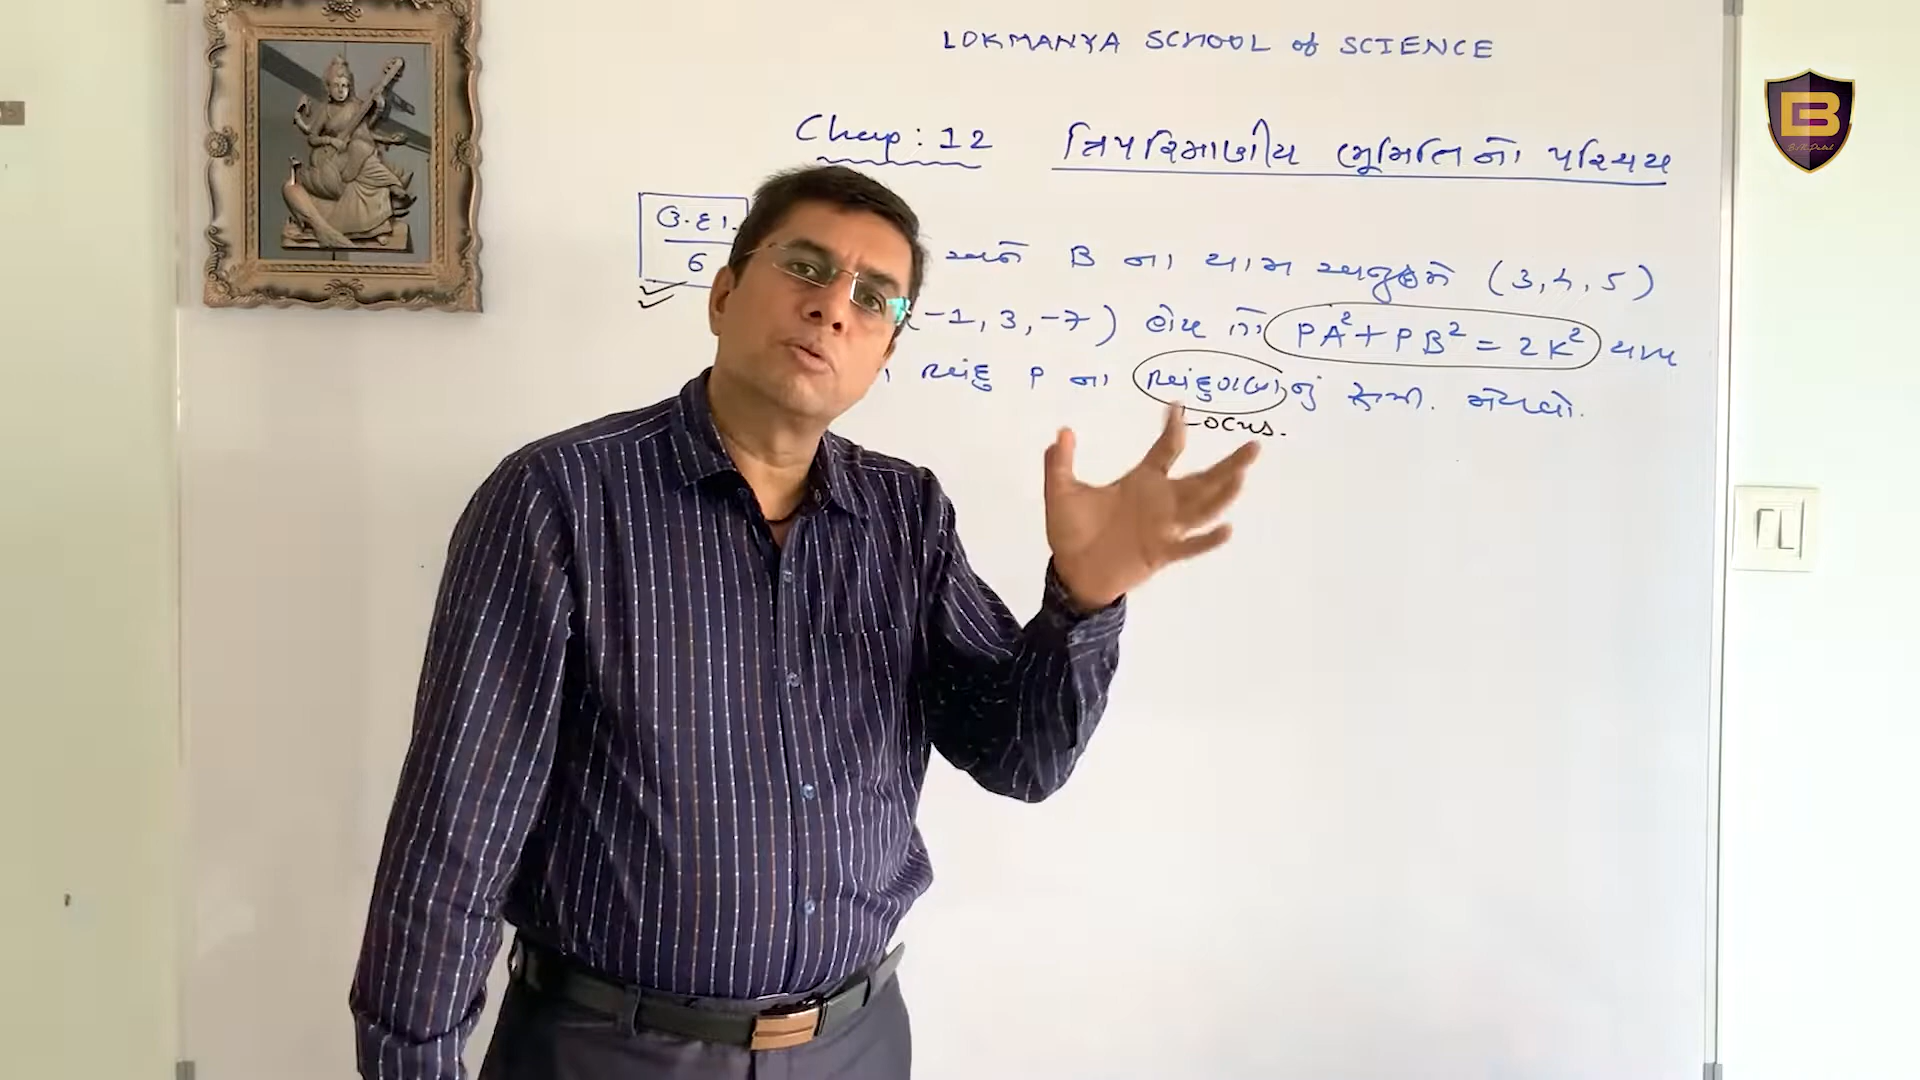 LOKMANYA SCHOOL of SCIENCE
Chap : 12 ત્રિપરિમાણીય ભૂમિતિનો પરિચય
ઉ.દા. 6
અને B ના યામ અનુક્રમે (3, 4, 5)
(-1, 3, -7) હોય તો PA² + PB² = 2K² થાય
બિંદુ P ના બિંદુગણનું સમી. મેળવો.
Locus.
B